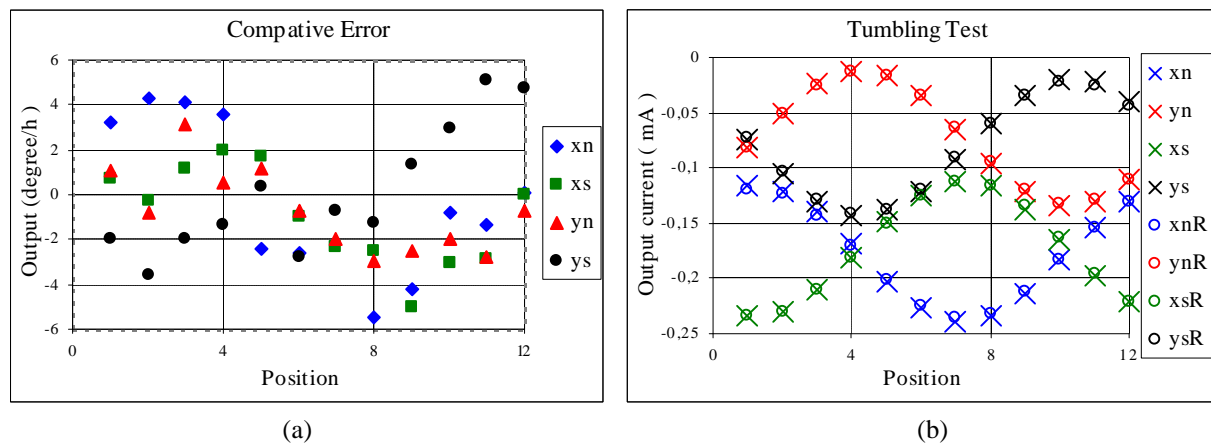 Compative Error
Output (degree/h )
6
4
2
0
-2
-4
-6
0
4
8
12
Position
xn
xs
yn
ys
(a)
Tumbling Test
Output current ( mA)
0
-0,05
-0,1
-0,15
-0,2
-0,25
0
4
8
12
Position
xn
yn
xs
ys
xnR
ynR
xsR
ysR
(b)